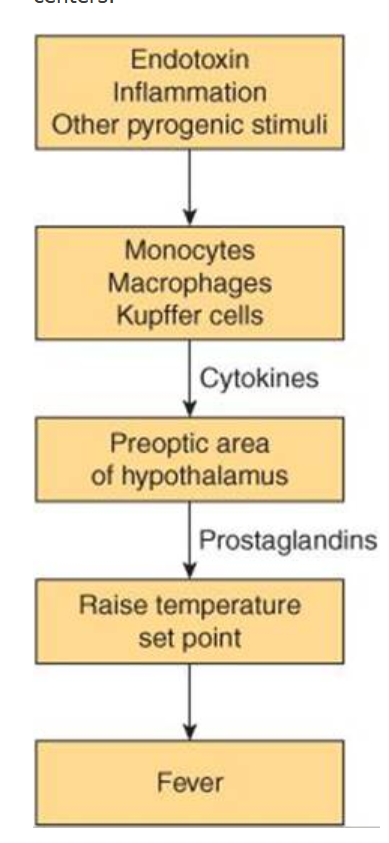 centers.
Endotoxin
Inflammation
Other pyrogenic stimuli
Monocytes
Macrophages
Kupffer cells
Cytokines
Preoptic area
of hypothalamus
Prostaglandins
Raise temperature
set point
Fever